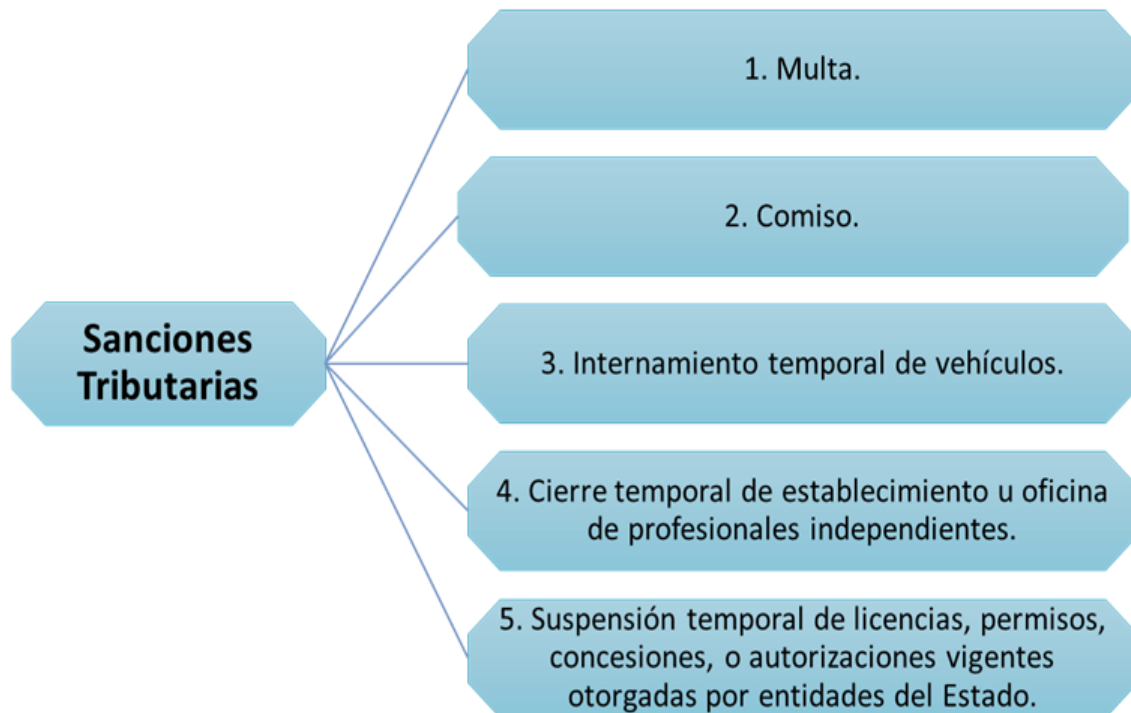 Sanciones
Tributarias
1. Multa.
2. Comiso.
3. Internamiento temporal de vehículos.
4. Cierre temporal de establecimiento u oficina
de profesionales independientes.
5. Suspensión temporal de licencias, permisos,
concesiones, o autorizaciones vigentes
otorgadas por entidades del Estado.